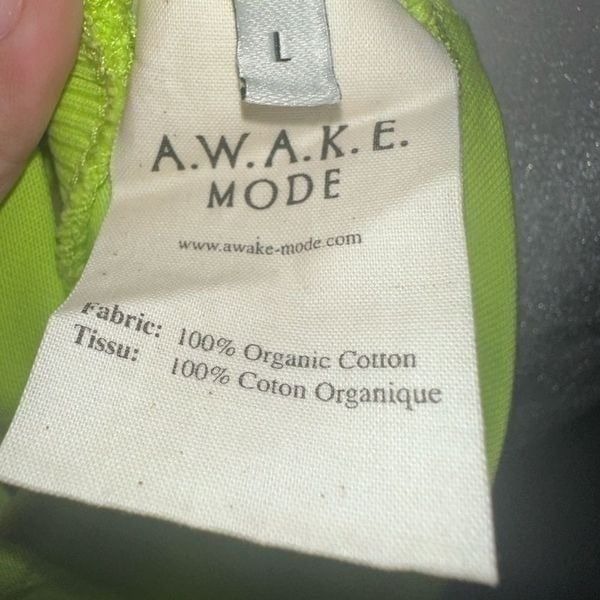 L
A.W.A.K.E.
MODE
www.awake-mode.com
Fabric: 100% Organic Cotton
Tissu: 100% Coton Organique